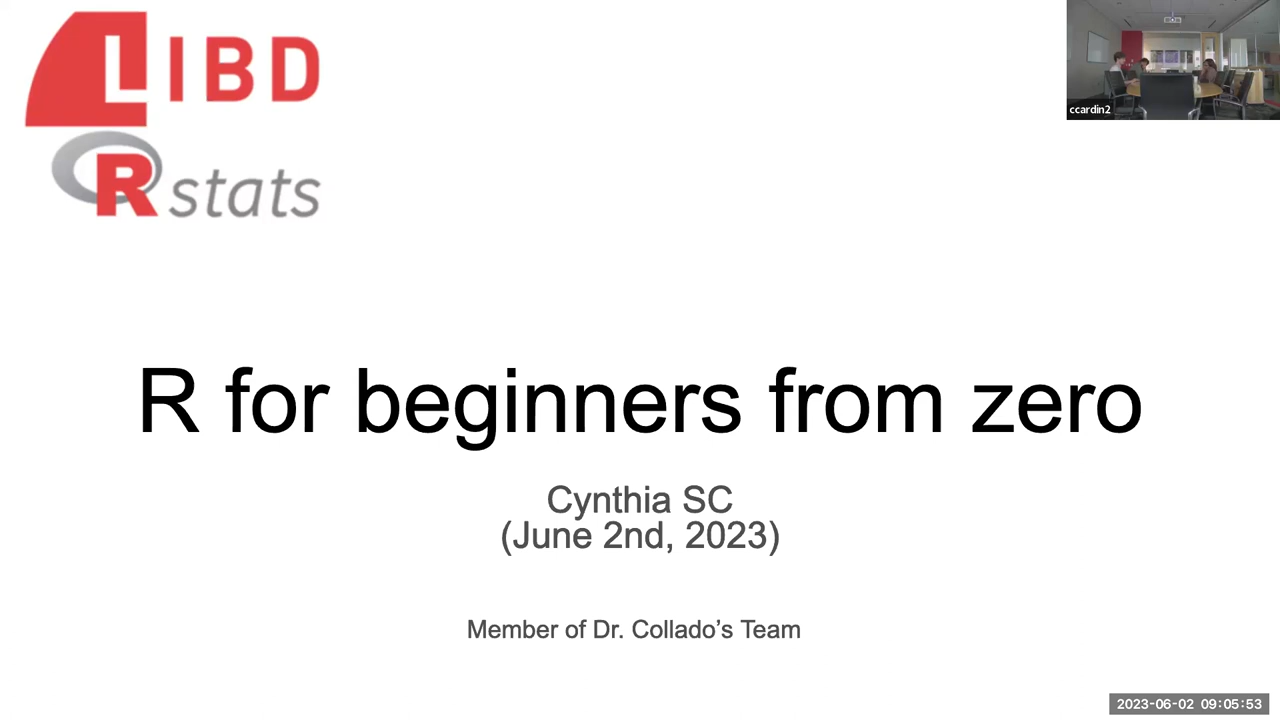 LIBD
Rstats
ccardin2
R for beginners from zero
Cynthia SC
(June 2nd, 2023)
Member of Dr. Collado’s Team
2023-06-02 09:05:53